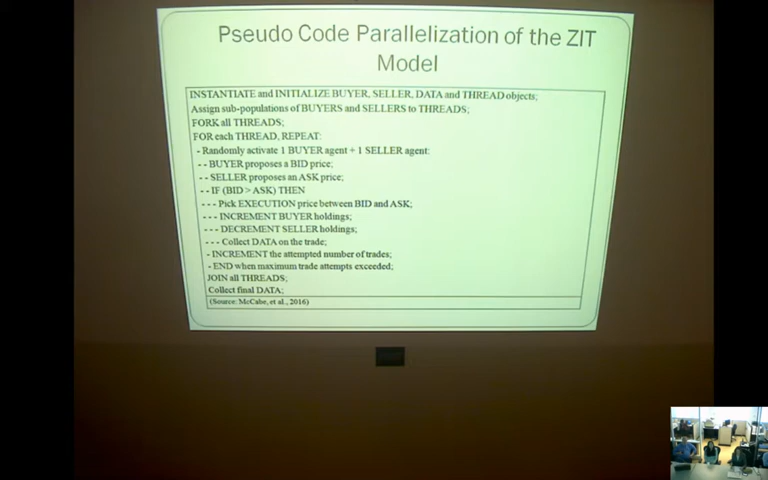 Pseudo Code Parallelization of the ZIT
Model
INSTANTIATE and INITIALIZE BUYER, SELLER, DATA and THREAD objects;
Assign sub-populations of BUYERS and SELLERS to THREADS;
FORK all THREADS;
FOR each THREAD, REPEAT:
- Randomly activate 1 BUYER agent + 1 SELLER agent:
- - BUYER proposes a BID price;
- - SELLER proposes an ASK price;
- - IF (BID > ASK) THEN
- - - Pick EXECUTION price between BID and ASK;
- - - INCREMENT BUYER holdings;
- - - DECREMENT SELLER holdings;
- - - Collect DATA on the trade;
- INCREMENT the attempted number of trades;
- END when maximum trade attempts exceeded;
JOIN all THREADS;
Collect final DATA;
(Source: McCabe, et al., 2016)